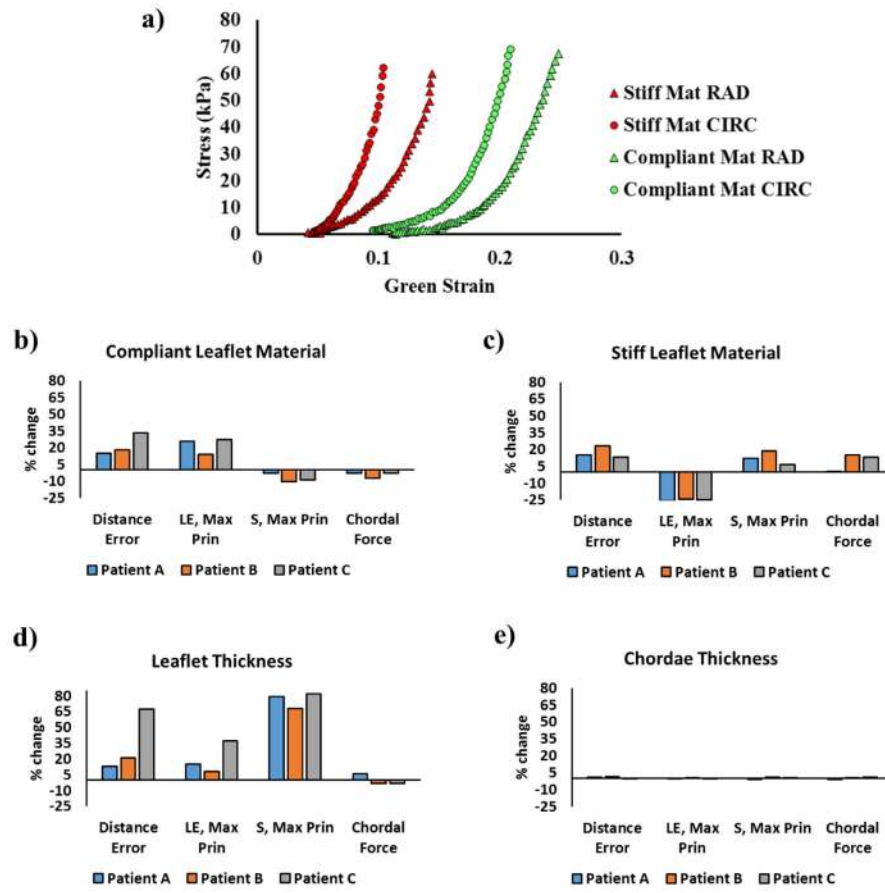 a)
80
70
60
50
40
30
20
10
0
Stress (kPa)
0 0.1 0.2 0.3
Green Strain
Stiff Mat RAD
Stiff Mat CIRC
Compliant Mat RAD
Compliant Mat CIRC
b)
Compliant Leaflet Material
% change
80
65
50
35
20
5
-10
-25
Distance Error
LE, Max Prin
S, Max Prin
Chordal Force
Patient A Patient B Patient C
c)
Stiff Leaflet Material
% change
80
65
50
35
20
5
-10
-25
Distance Error
LE, Max Prin
S, Max Prin
Chordal Force
Patient A Patient B Patient C
d)
Leaflet Thickness
% change
80
65
50
35
20
5
-10
-25
Distance Error
LE, Max Prin
S, Max Prin
Chordal Force
Patient A Patient B Patient C
e)
Chordae Thickness
% change
80
65
50
35
20
5
-10
-25
Distance Error
LE, Max Prin
S, Max Prin
Chordal Force
Patient A Patient B Patient C